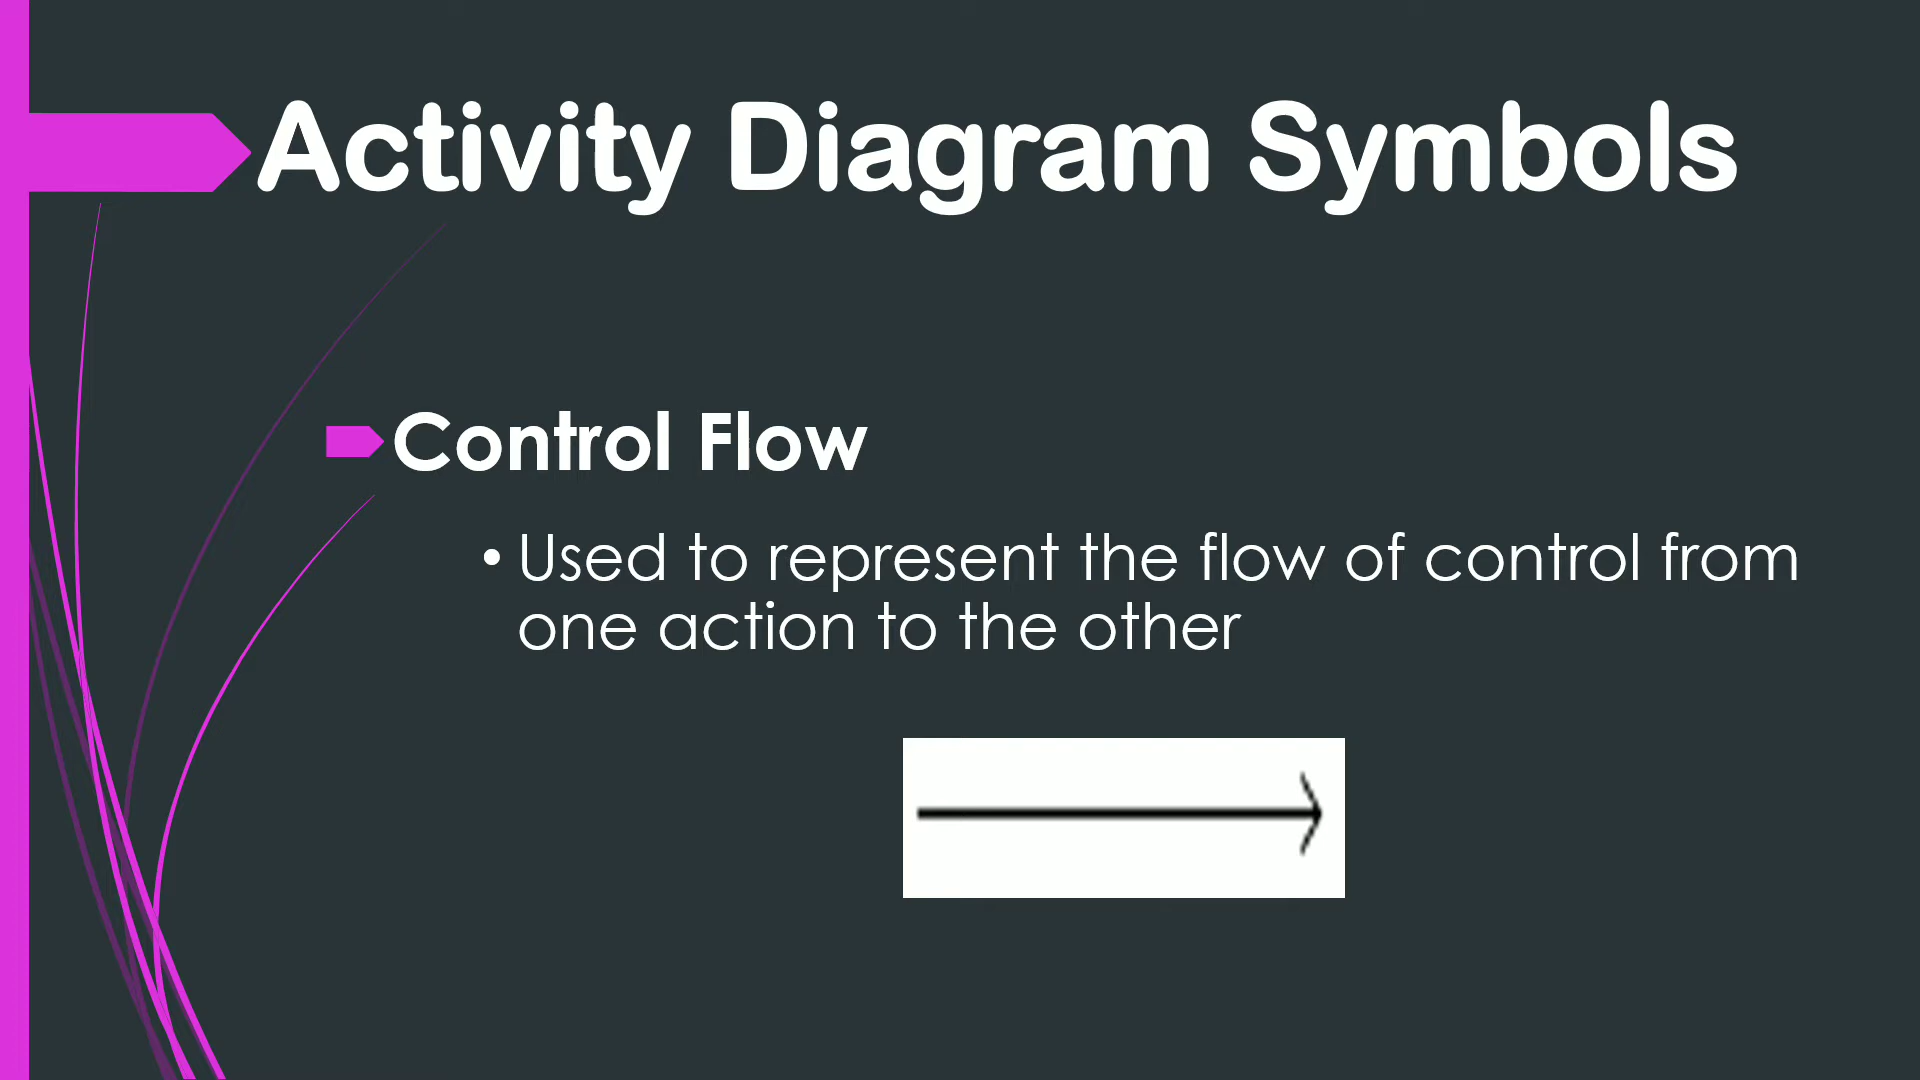 Activity Diagram Symbols
Control Flow
• Used to represent the flow of control from
one action to the other